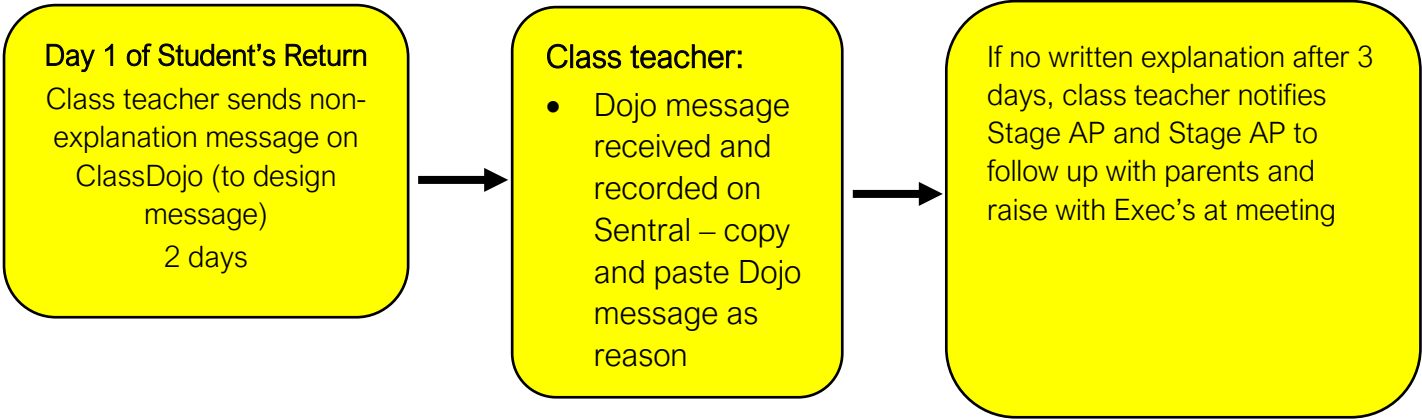 Day 1 of Student's Return
Class teacher sends non-
explanation message on
ClassDojo (to design
message)
2 days
Class teacher:
• Dojo message
received and
recorded on
Sentral – copy
and paste Dojo
message as
reason
If no written explanation after 3
days, class teacher notifies
Stage AP and Stage AP to
follow up with parents and
raise with Exec's at meeting